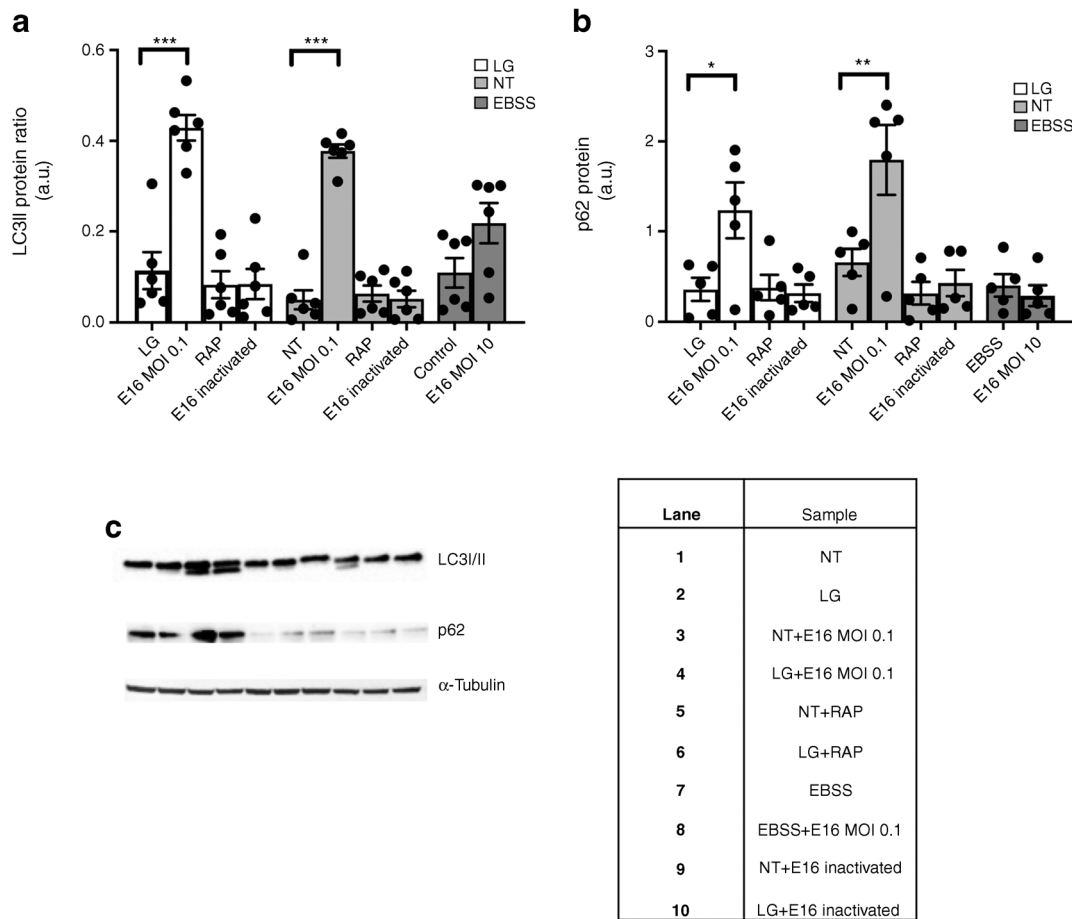 a
LC3II protein ratio
(a.u.)
0.6
0.4
0.2
0.0
***
***
LG
NT
EBSS
LG
E16 MOI 0.1
RAP
E16 inactivated
NT
E16 MOI 0.1
RAP
E16 inactivated
Control
E16 MOI 10
b
p62 protein
(a.u.)
3
2
1
0
*
**
LG
NT
EBSS
LG
E16 MOI 0.1
RAP
E16 inactivated
NT
E16 MOI 0.1
RAP
E16 inactivated
EBSS
E16 MOI 10
c
LC3I/II
p62
α-Tubulin
Lane Sample
1 NT
2 LG
3 NT+E16 MOI 0.1
4 LG+E16 MOI 0.1
5 NT+RAP
6 LG+RAP
7 EBSS
8 EBSS+E16 MOI 0.1
9 NT+E16 inactivated
10 LG+E16 inactivated